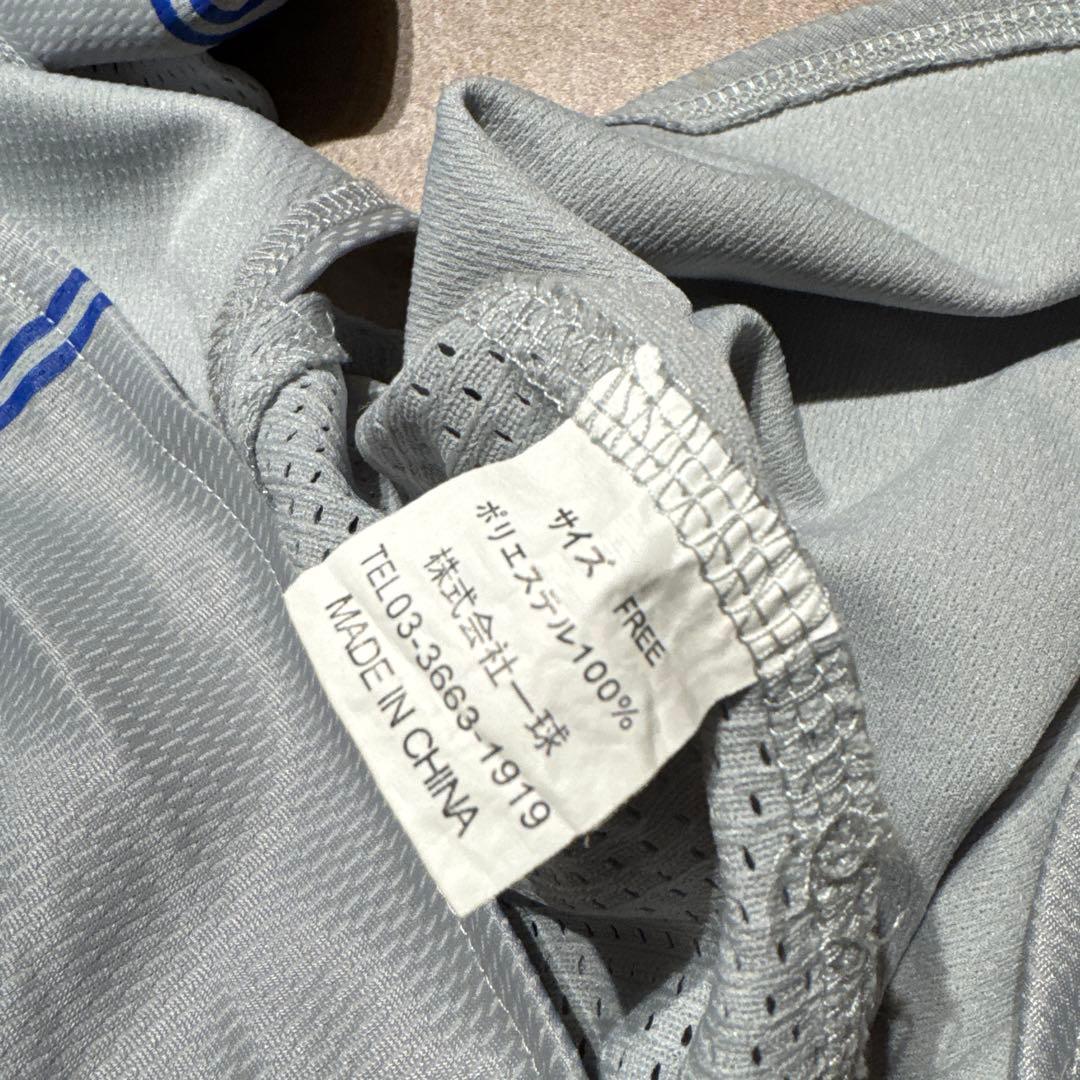 サイズ FREE
ポリエステル100%
株式会社一球
TEL03-3663-1919
MADE IN CHINA